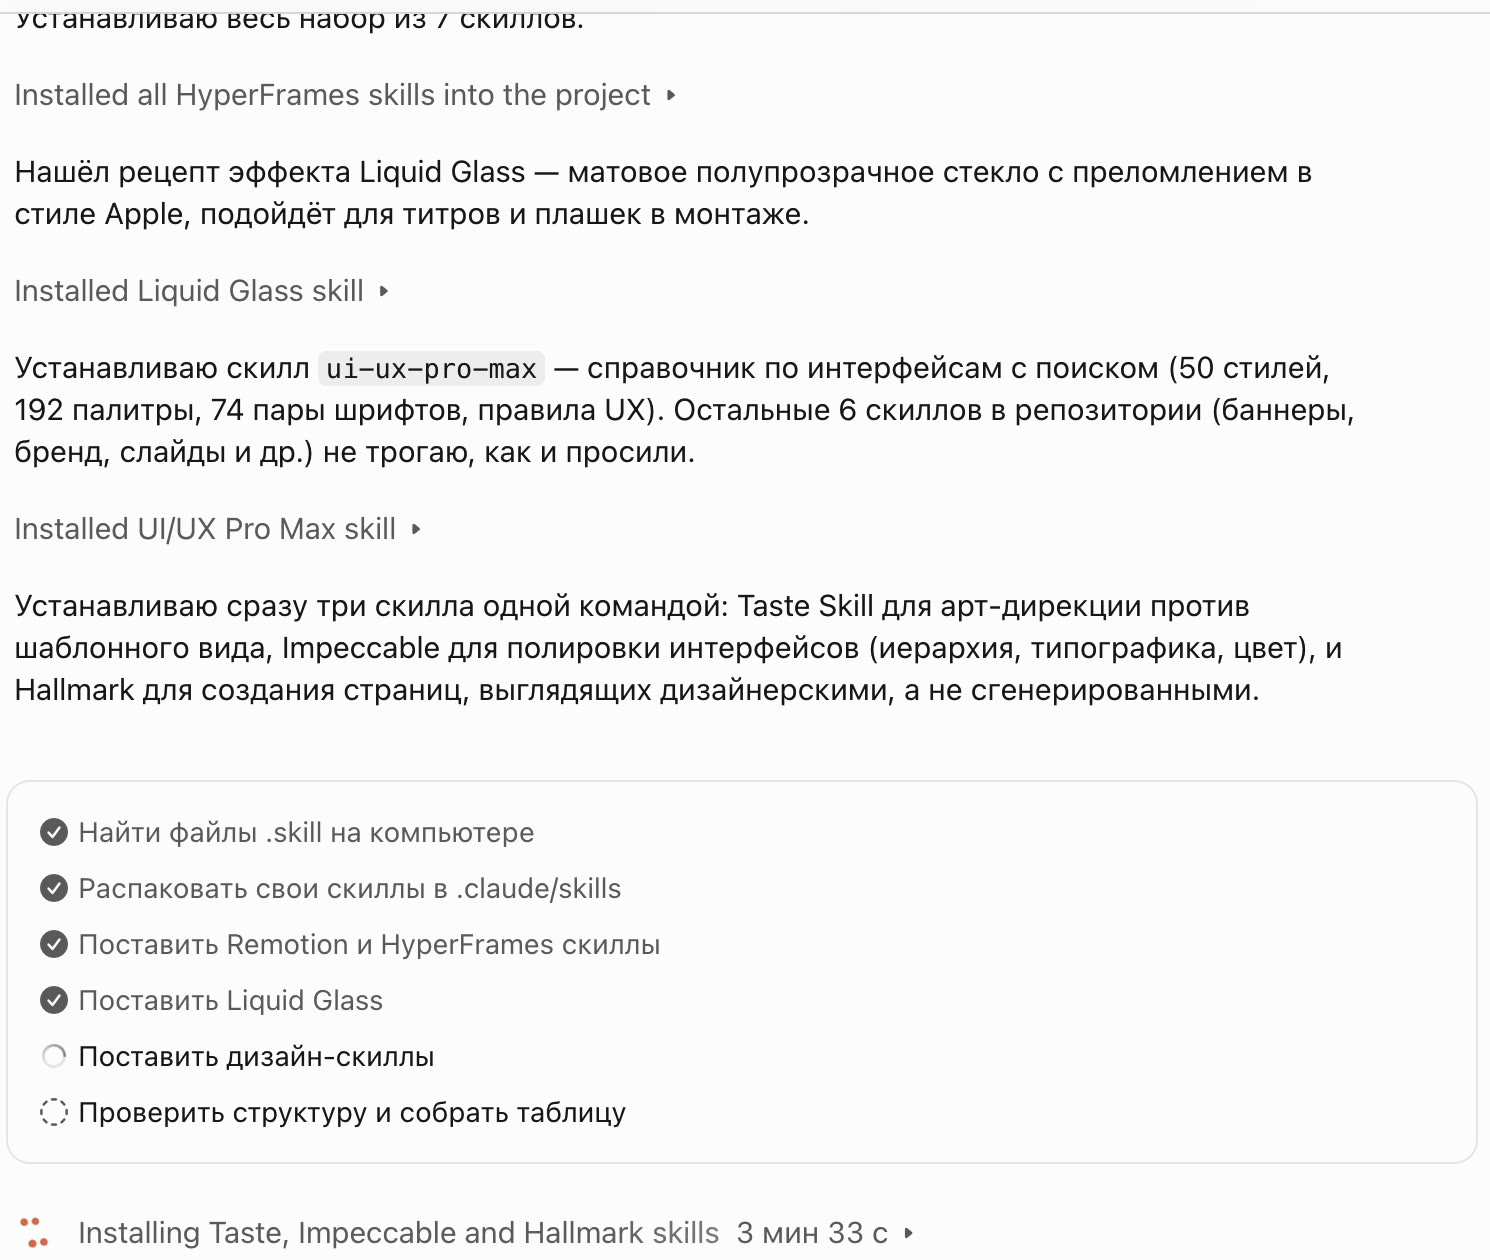 Устанавливаю весь набор из 7 скиллов.
Installed all HyperFrames skills into the project
Нашёл рецепт эффекта Liquid Glass — матовое полупрозрачное стекло с преломлением в
стиле Apple, подойдёт для титров и плашек в монтаже.
Installed Liquid Glass skill
Устанавливаю скилл ui-ux-pro-max — справочник по интерфейсам с поиском (50 стилей,
192 палитры, 74 пары шрифтов, правила UX). Остальные 6 скиллов в репозитории (баннеры,
бренд, слайды и др.) не трогаю, как и просили.
Installed UI/UX Pro Max skill
Устанавливаю сразу три скилла одной командой: Taste Skill для арт-дирекции против
шаблонного вида, Impeccable для полировки интерфейсов (иерархия, типографика, цвет), и
Hallmark для создания страниц, выглядящих дизайнерскими, а не сгенерированными.
Найти файлы .skill на компьютере
Распаковать свои скиллы в .claude/skills
Поставить Remotion и HyperFrames скиллы
Поставить Liquid Glass
Поставить дизайн-скиллы
Проверить структуру и собрать таблицу
Installing Taste, Impeccable and Hallmark skills 3 мин 33 с